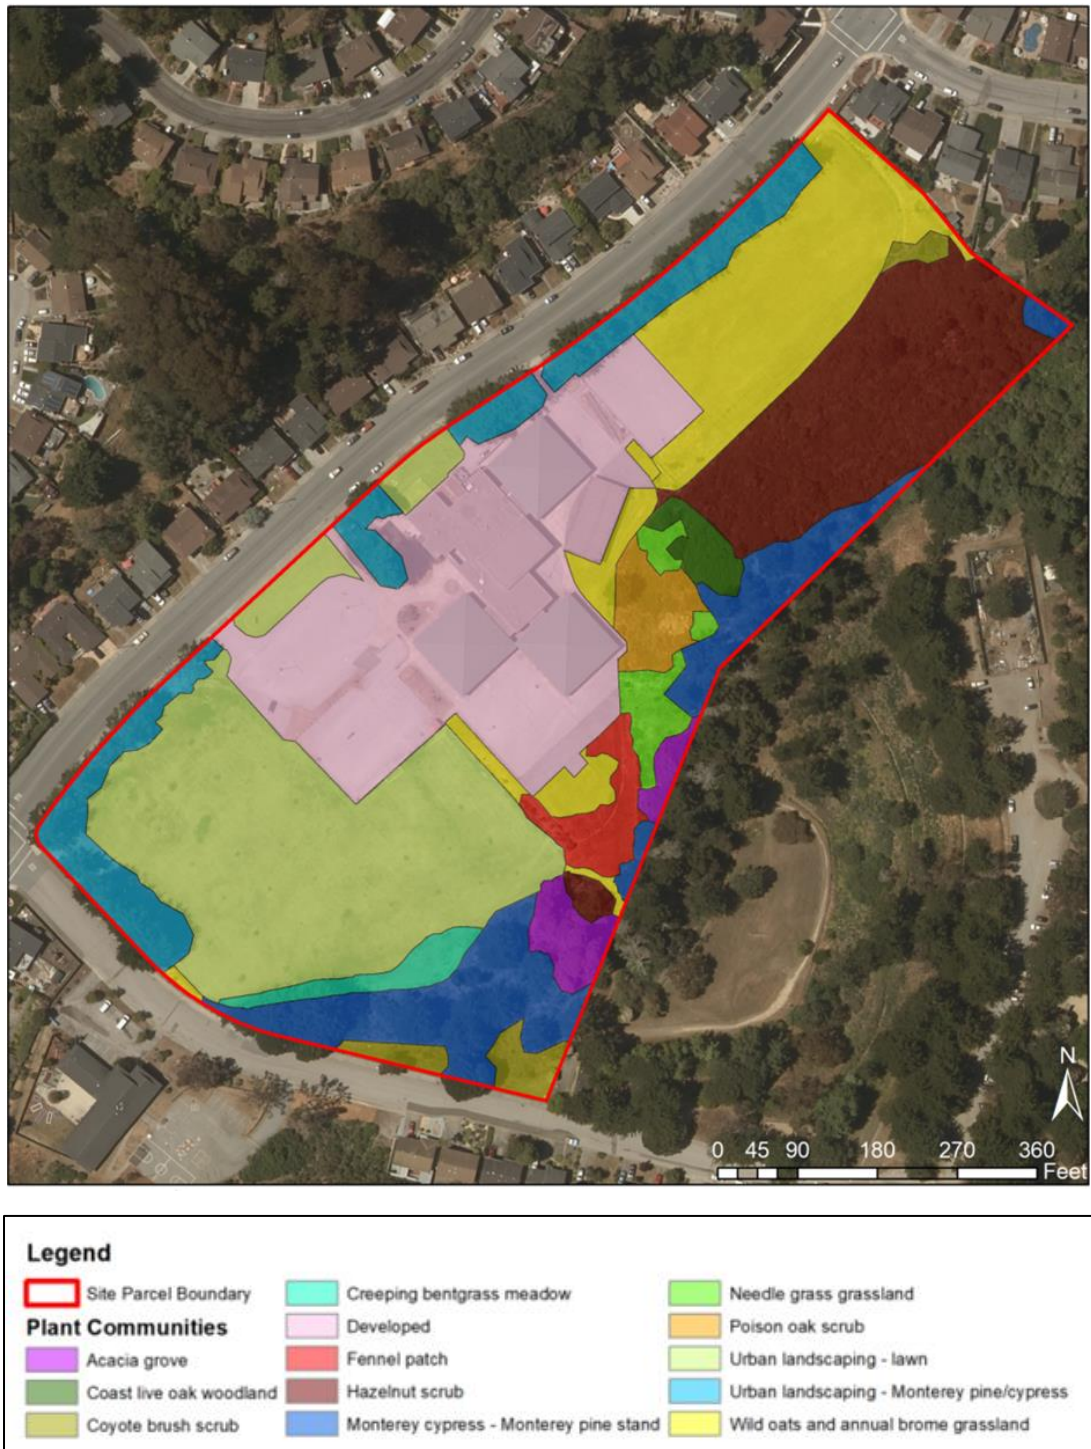 N
0 45 90 180 270 360
Feet
Legend
Site Parcel Boundary
Plant Communities
Acacia grove
Coast live oak woodland
Coyote brush scrub
Creeping bentgrass meadow
Developed
Fennel patch
Hazelnut scrub
Monterey cypress - Monterey pine stand
Needle grass grassland
Poison oak scrub
Urban landscaping - lawn
Urban landscaping - Monterey pine/cypress
Wild oats and annual brome grassland